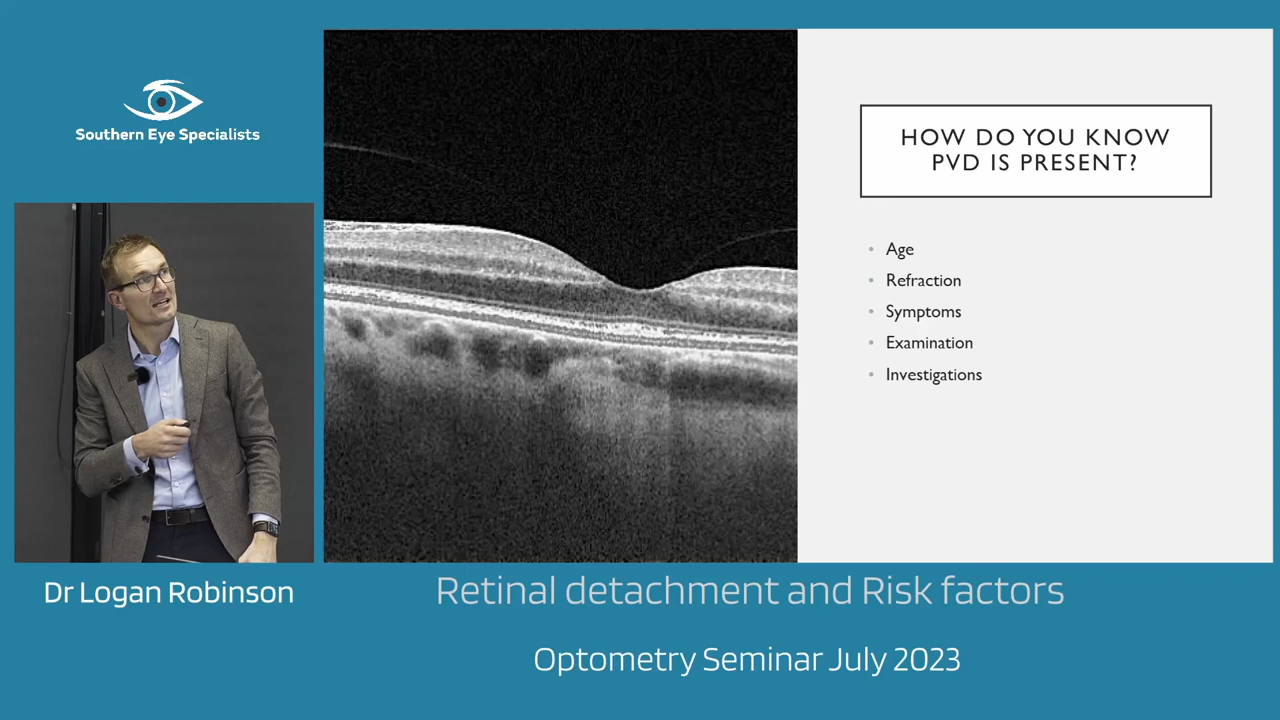 Southern Eye Specialists
HOW DO YOU KNOW
PVD IS PRESENT?
• Age
• Refraction
• Symptoms
• Examination
• Investigations
Dr Logan Robinson
Retinal detachment and Risk factors
Optometry Seminar July 2023